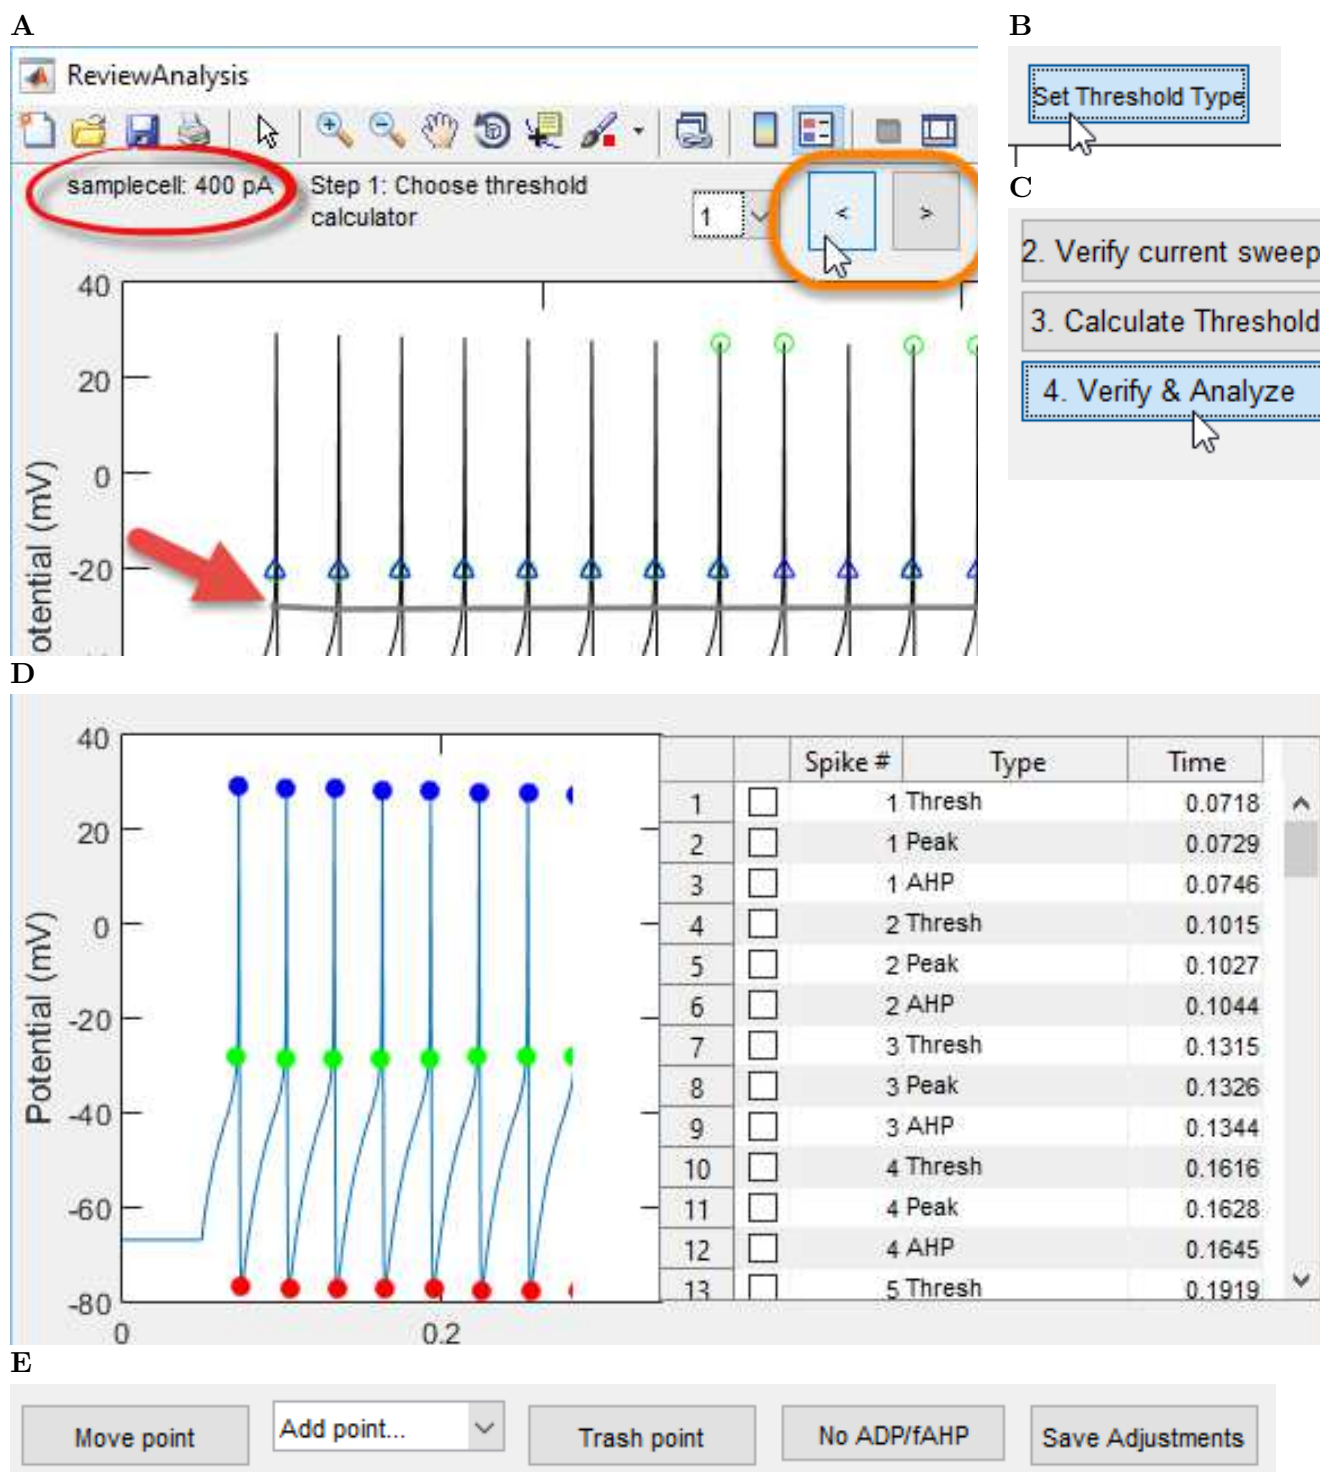 A
ReviewAnalysis
samplecell: 400 pA
Step 1: Choose threshold
calculator
1
<
>
40
20
0
-20
otential (mV)
B
Set Threshold Type
C
2. Verify current sweep
3. Calculate Threshold
4. Verify & Analyze
D
40
20
0
-20
-40
-60
-80
0
0.2
Potential (mV)
Spike # Type Time
1 1 Thresh 0.0718
2 1 Peak 0.0729
3 1 AHP 0.0746
4 2 Thresh 0.1015
5 2 Peak 0.1027
6 2 AHP 0.1044
7 3 Thresh 0.1315
8 3 Peak 0.1326
9 3 AHP 0.1344
10 4 Thresh 0.1616
11 4 Peak 0.1628
12 4 AHP 0.1645
13 5 Thresh 0.1919
E
Move point
Add point...
Trash point
No ADP/fAHP
Save Adjustments